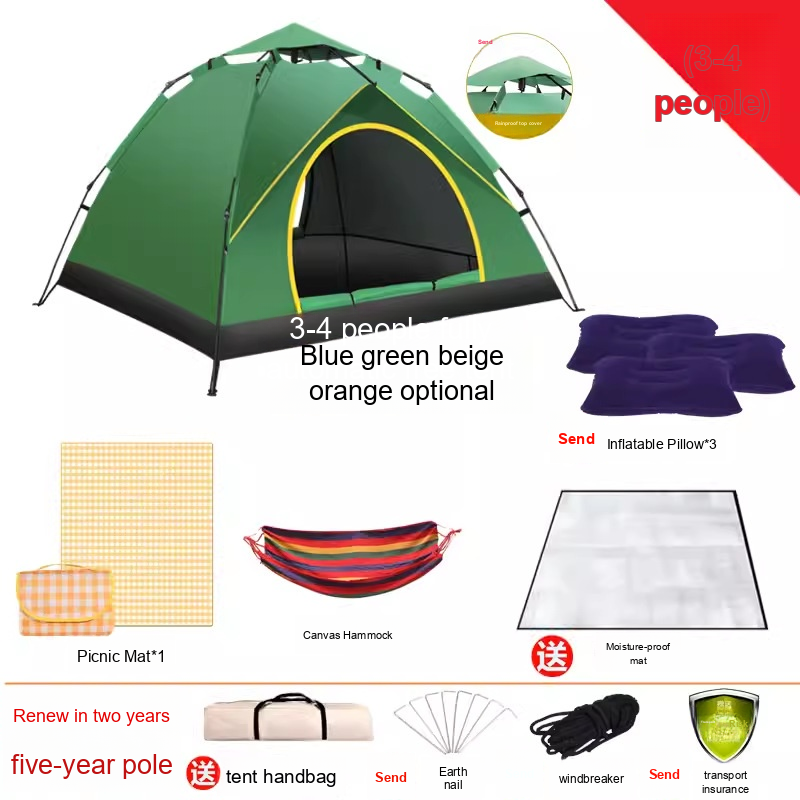 Send
(3-4
people)
Rainproof top cover
3-4 people f
Blue green beige
orange optional
Send
Inflatable Pillow*3
Picnic Mat*1
Canvas Hammock
送
Moisture-proof
mat
Renew in two years
five-year pole
送
tent handbag
Send
Earth
nail
windbreaker
Send
transport
insurance